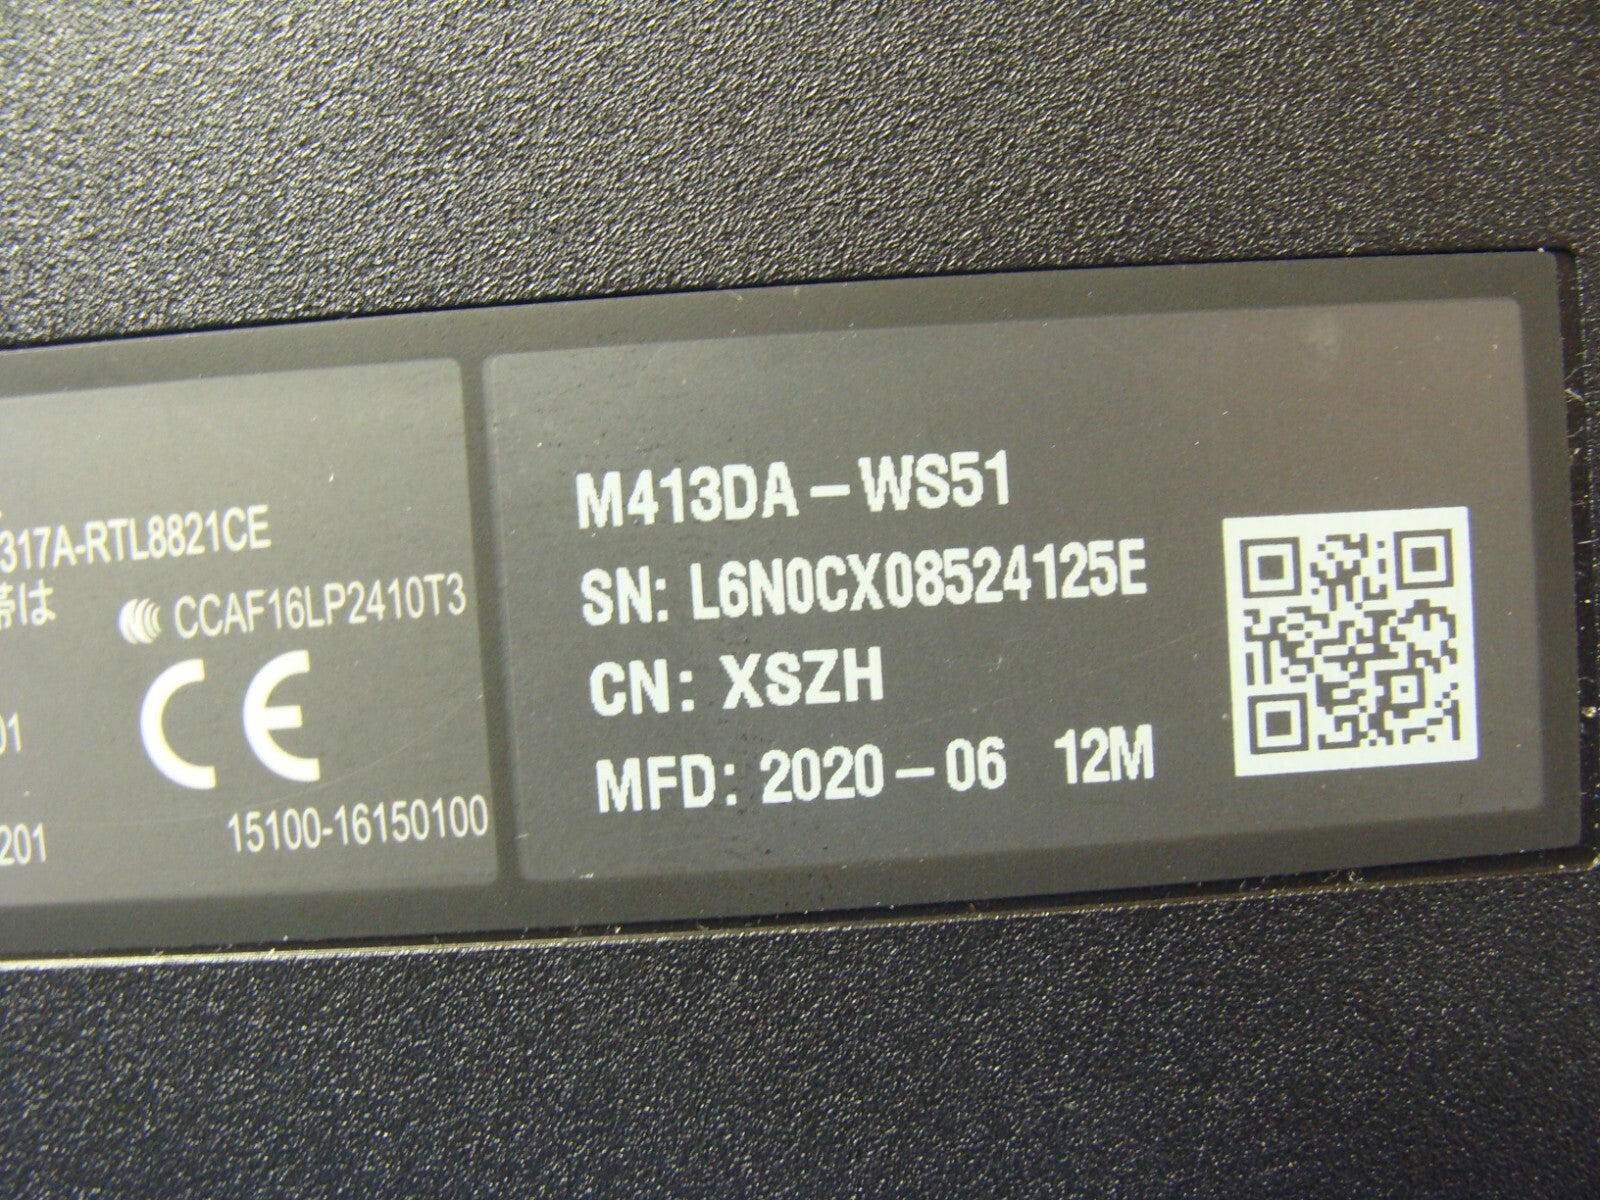 317A-RTL8821CE
帯は CCAF16LP2410T3
CE
01
201 15100-16150100
M413DA-WS51
SN: L6N0CX08524125E
CN: XSZH
MFD: 2020-06 12M